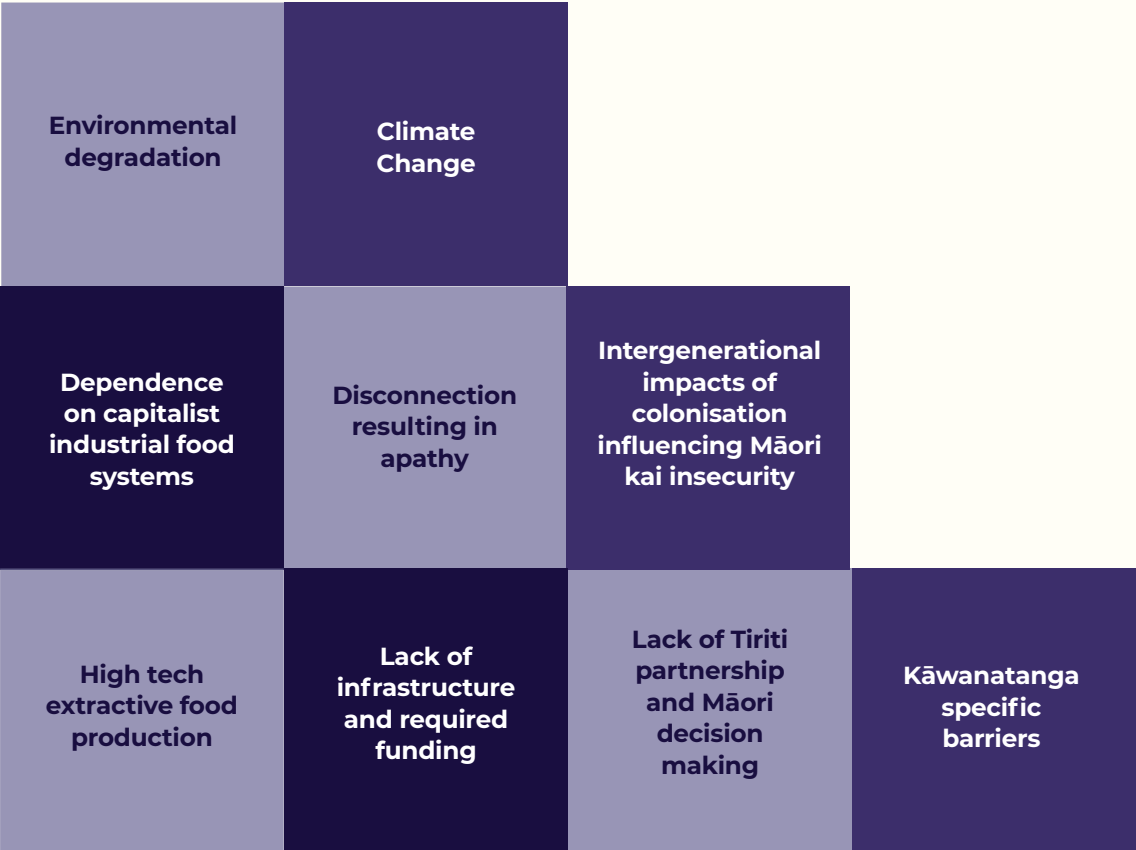 Environmental
degradation
Climate
Change
Dependence
on capitalist
industrial food
systems
Disconnection
resulting in
apathy
Intergenerational
impacts of
colonisation
influencing Māori
kai insecurity
High tech
extractive food
production
Lack of
infrastructure
and required
funding
Lack of Tiriti
partnership
and Māori
decision
making
Kāwanatanga
specific
barriers